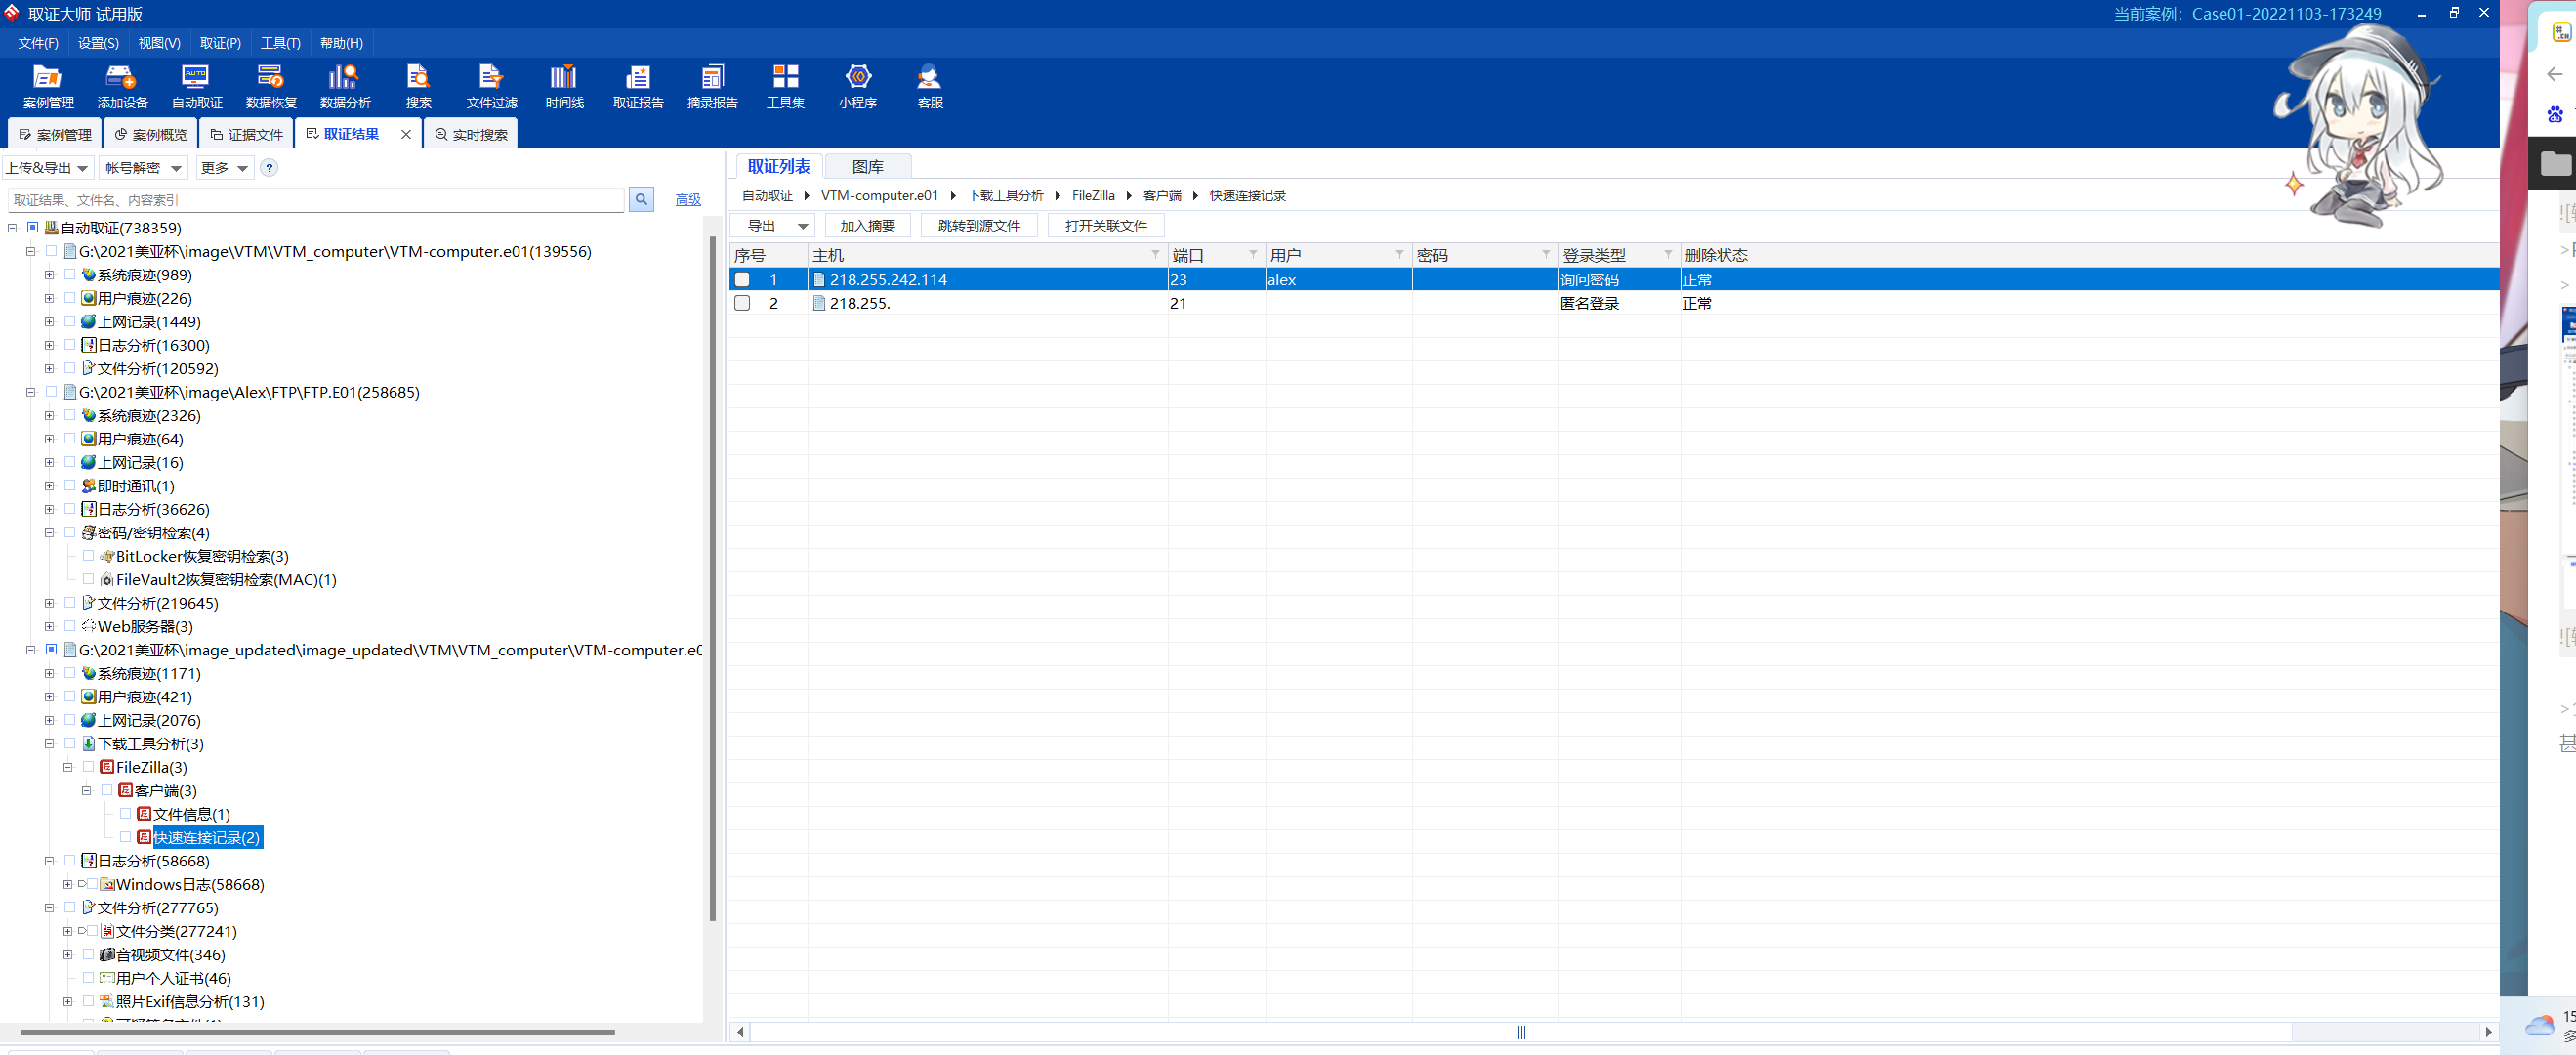 取证大师 试用版
当前案例：Case01-20221103-173249
文件(F) 设置(S) 视图(V) 取证(P) 工具(T) 帮助(H)
案例管理 添加设备 自动取证 数据恢复 数据分析 搜索 文件过滤 时间线 取证报告 摘录报告 工具集 小程序 客服
案例管理 案例概览 证据文件 取证结果 实时搜索
上传&导出 帐号解密 更多 ?
取证结果、文件名、内容索引
高级
自动取证(738359)
G:\2021美亚杯\image\VTM\VTM_computer\VTM-computer.e01(139556)
系统痕迹(989)
用户痕迹(226)
上网记录(1449)
日志分析(16300)
文件分析(120592)
G:\2021美亚杯\image\Alex\FTP\FTP.E01(258685)
系统痕迹(2326)
用户痕迹(64)
上网记录(16)
即时通讯(1)
日志分析(36626)
密码/密钥检索(4)
BitLocker恢复密钥检索(3)
FileVault2恢复密钥检索(MAC)(1)
文件分析(219645)
Web服务器(3)
G:\2021美亚杯\image_updated\image_updated\VTM\VTM_computer\VTM-computer.e0
系统痕迹(1171)
用户痕迹(421)
上网记录(2076)
下载工具分析(3)
FileZilla(3)
客户端(3)
文件信息(1)
快速连接记录(2)
日志分析(58668)
Windows日志(58668)
文件分析(277765)
文件分类(277241)
音视频文件(346)
用户个人证书(46)
照片Exif信息分析(131)
取证列表 图库
自动取证 VTM-computer.e01 下载工具分析 FileZilla 客户端 快速连接记录
导出 加入摘要 跳转到源文件 打开关联文件
序号 主机 端口 用户 密码 登录类型 删除状态
1 218.255.242.114 23 alex 询问密码 正常
2 218.255. 21 匿名登录 正常